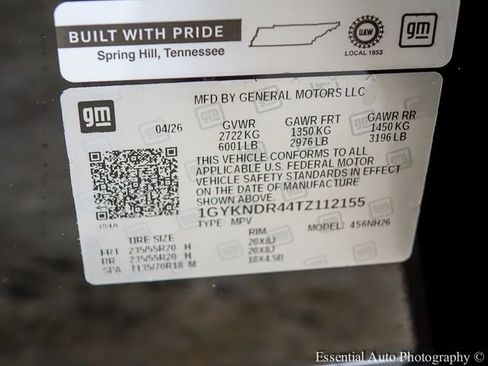 BUILT WITH PRIDE
Spring Hill, Tennessee
UAW
LOCAL 1853
gm
gm
MFD BY GENERAL MOTORS LLC
04/26 GVWR GAWR FRT GAWR RR
2722 KG 1350 KG 1450 KG
6001 LB 2976 LB 3196 LB
THIS VEHICLE CONFORMS TO ALL
APPLICABLE U.S. FEDERAL MOTOR
VEHICLE SAFETY STANDARDS IN EFFECT
ON THE DATE OF MANUFACTURE
SHOWN ABOVE.
1GYKNDR44TZ112155
TYPE: MPV MODEL: 456NH26
TIRE SIZE RIM
FRT 235/55R20 H 20X8J
RR 235/55R20 H 20X8J
SPA T135/70R18 M 18X4.5B
Essential Auto Photography ©